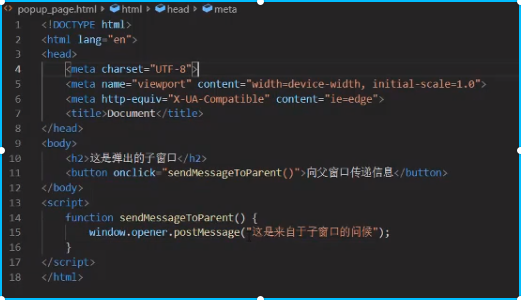 popup_page.html > html > head > meta
1 <!DOCTYPE html>
2 <html lang="en">
3 <head>
4 <meta charset="UTF-8">
5 <meta name="viewport" content="width=device-width, initial-scale=1.0">
6 <meta http-equiv="X-UA-Compatible" content="ie=edge">
7 <title>Document</title>
8 </head>
9 <body>
10 <h2>这是弹出的子窗口</h2>
11 <button onclick="sendMessageToParent()">向父窗口传递信息</button>
12 </body>
13 <script>
14 function sendMessageToParent() {
15 window.opener.postMessage("这是来自于子窗口的问候");
16 }
17 </script>
18 </html>